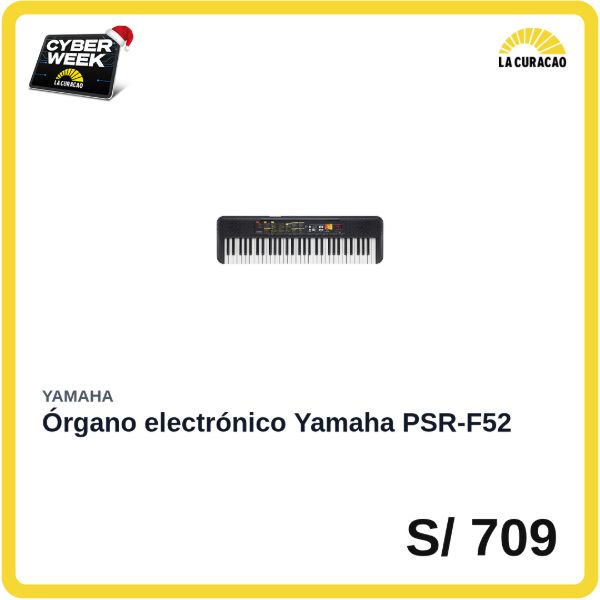 CYBER
WEEK
LA CURACAO
LA CURACAO
YAMAHA
Órgano electrónico Yamaha PSR-F52
S/ 709